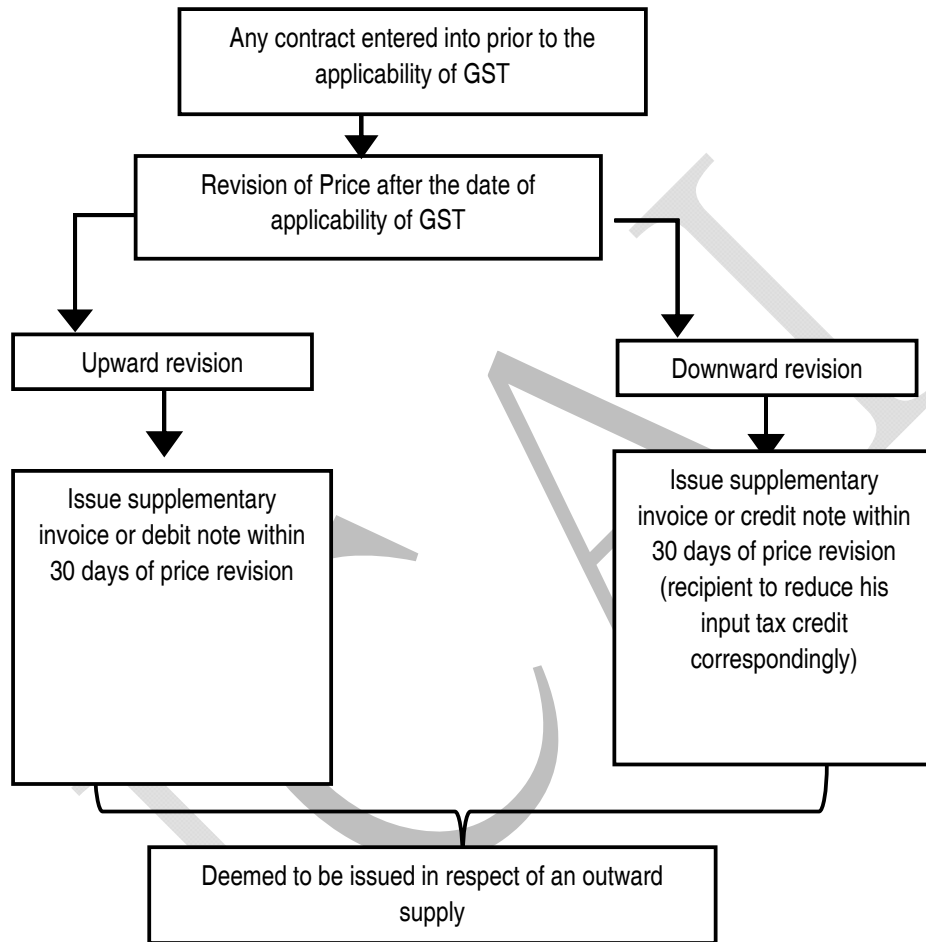 Any contract entered into prior to the
applicability of GST
Revision of Price after the date of
applicability of GST
Upward revision
Downward revision
Issue supplementary
invoice or debit note within
30 days of price revision
Issue supplementary
invoice or credit note within
30 days of price revision
(recipient to reduce his
input tax credit
correspondingly)
Deemed to be issued in respect of an outward
supply